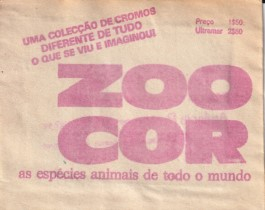 UMA COLECÇÃO DE CROMOS
DIFERENTE DE TUDO
O QUE SE VIU E IMAGINOU!
Preço 1$50
Ultramar 2$50
ZOO
COR
as espécies animais de todo o mundo